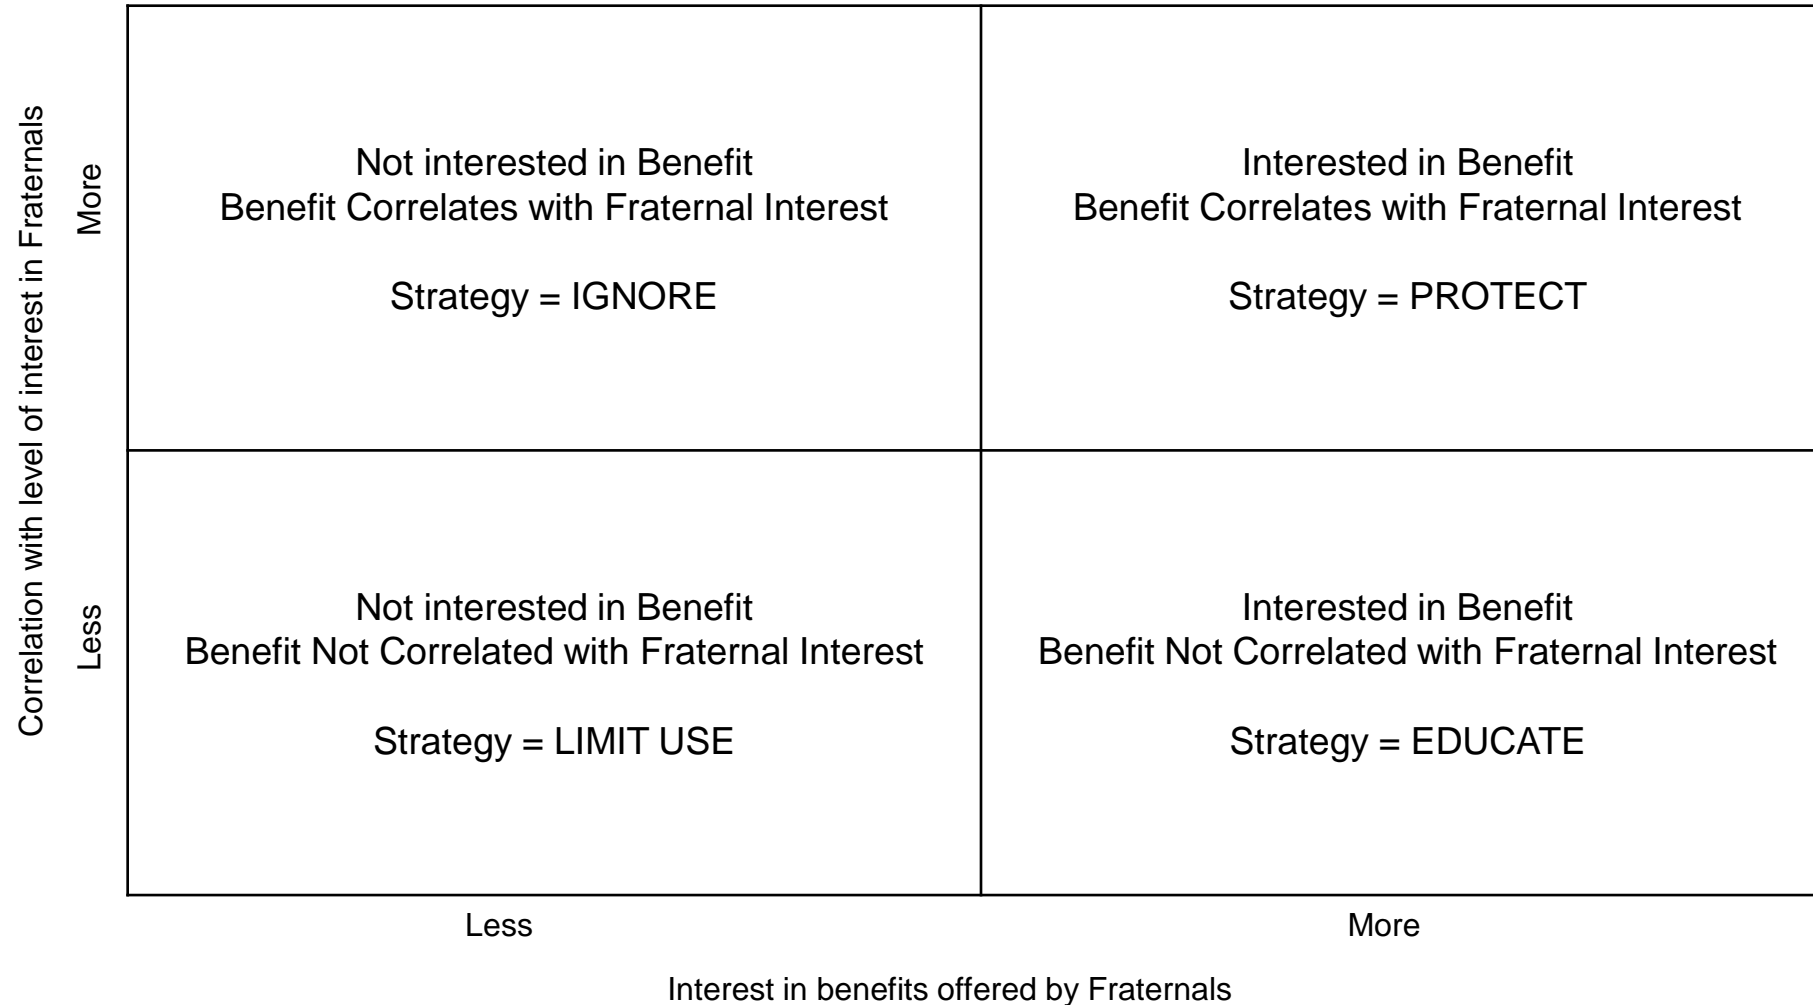 Correlation with level of interest in Fraternals
More
Not interested in Benefit
Benefit Correlates with Fraternal Interest
Strategy = IGNORE
Interested in Benefit
Benefit Correlates with Fraternal Interest
Strategy = PROTECT
Less
Not interested in Benefit
Benefit Not Correlated with Fraternal Interest
Strategy = LIMIT USE
Interested in Benefit
Benefit Not Correlated with Fraternal Interest
Strategy = EDUCATE
Less
More
Interest in benefits offered by Fraternals